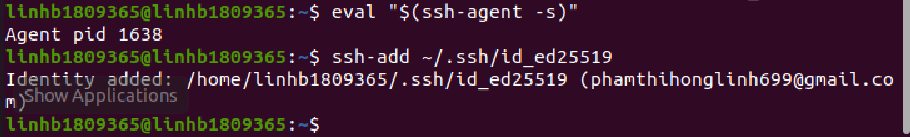 linhb1809365@linhb1809365:~$ eval "$(ssh-agent -s)"
Agent pid 1638
linhb1809365@linhb1809365:~$ ssh-add ~/.ssh/id_ed25519
Identity added: /home/linhb1809365/.ssh/id_ed25519 (phamthihonglinh699@gmail.co
m)
Show Applications
linhb1809365@linhb1809365:~$